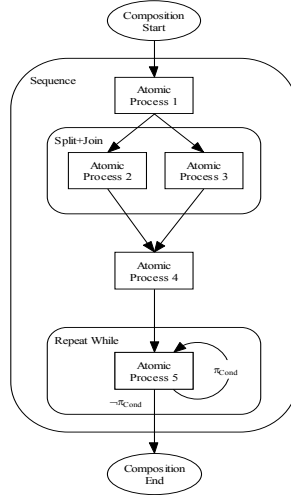 Composition
Start
Sequence
Atomic
Process 1
Split+Join
Atomic
Process 2
Atomic
Process 3
Atomic
Process 4
Repeat While
Atomic
Process 5
πCond
¬πCond
Composition
End